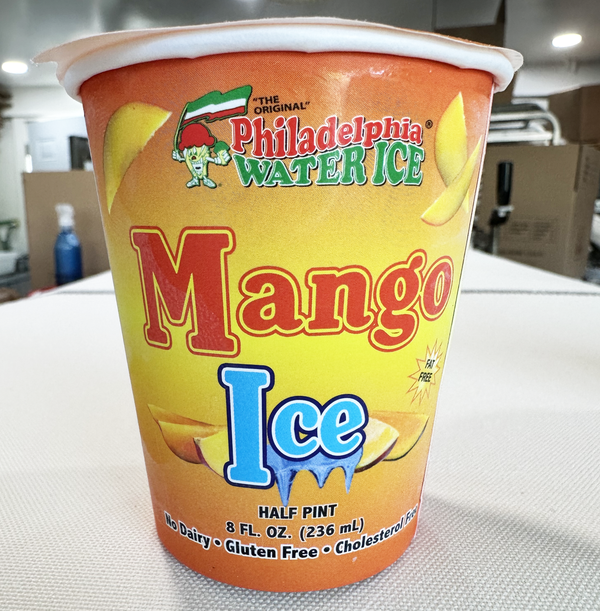 "THE
ORIGINAL"
Philadelphia®
WATER ICE
Mango
Ice
FAT
FREE
HALF PINT
8 FL. OZ. (236 mL)
No Dairy • Gluten Free • Cholesterol Free